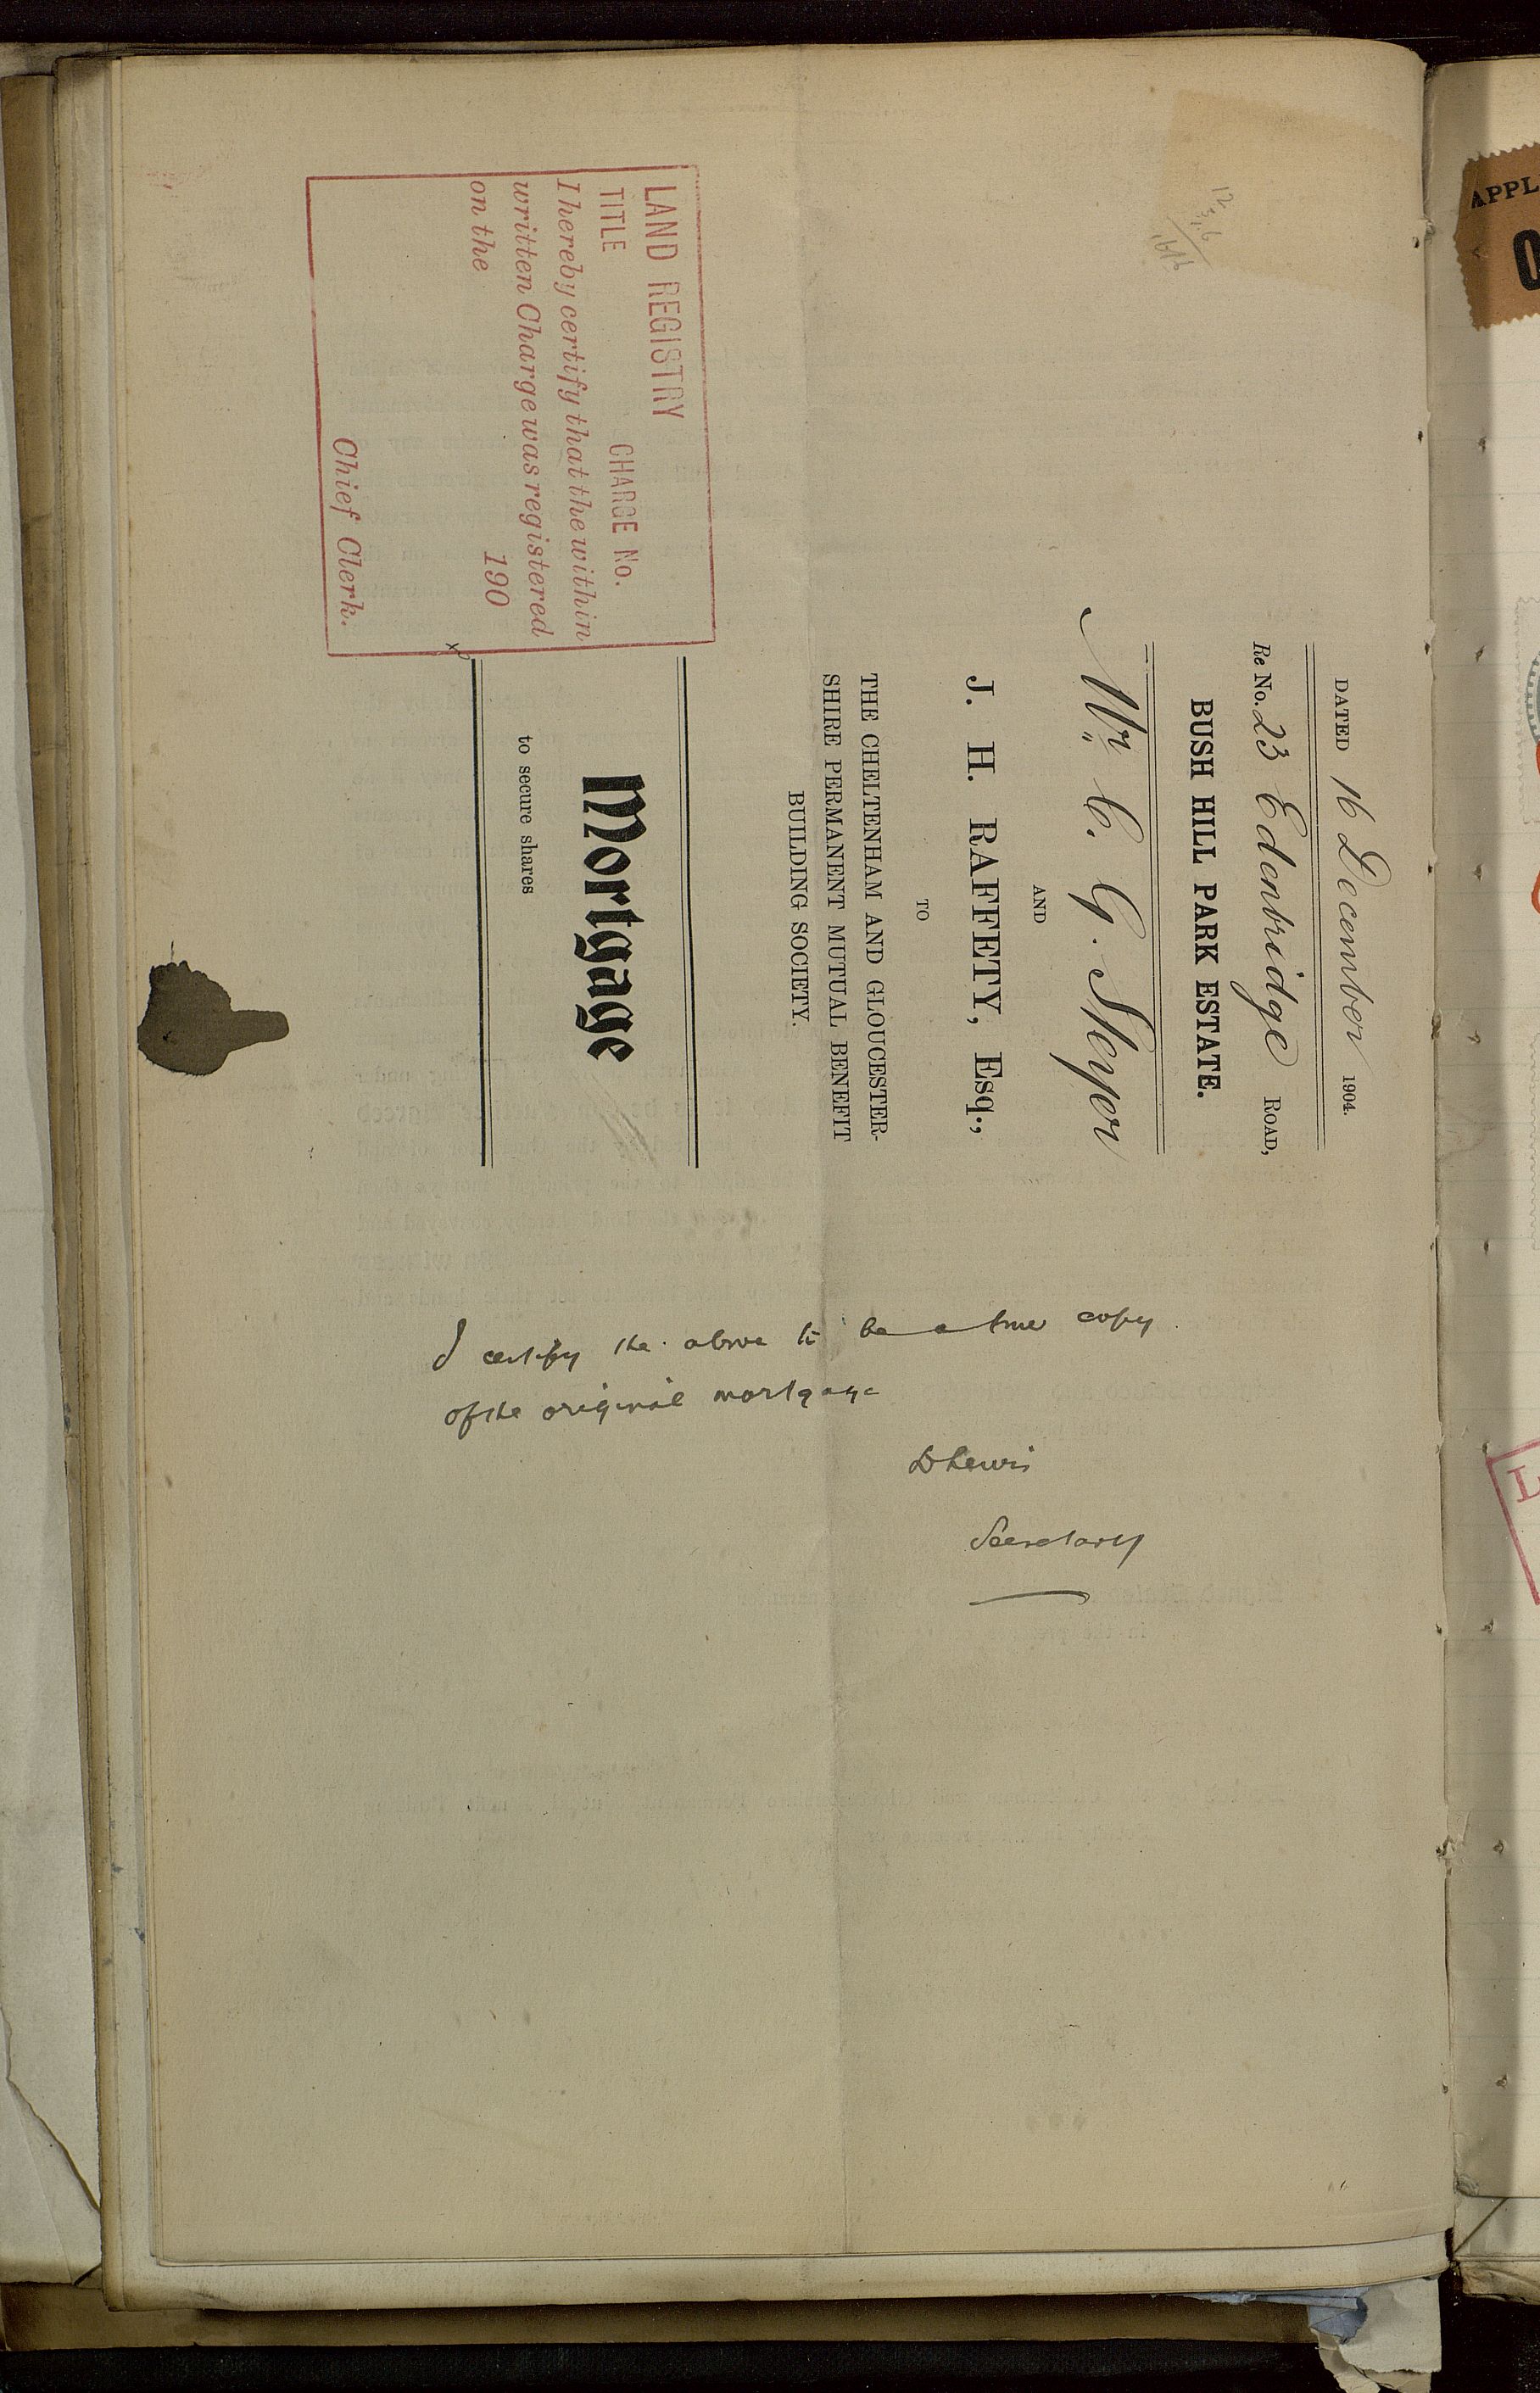 DATED 16 December 1904.
Re No. 23 Edenbridge ROAD,
BUSH HILL PARK ESTATE.
C. G.
AND
J. H. RAFFETY, Esq.,
TO
THE CHELTENHAM AND GLOUCESTER-
SHIRE PERMANENT MUTUAL BENEFIT
BUILDING SOCIETY.
Mortgage
to secure shares
LAND REGISTRY
TITLE CHARGE No.
I hereby certify that the within
written Charge was registered
on the 190
Chief Clerk.
I certify the above to be a true copy
of the original mortgage
D Lewis
Secretary
APPL